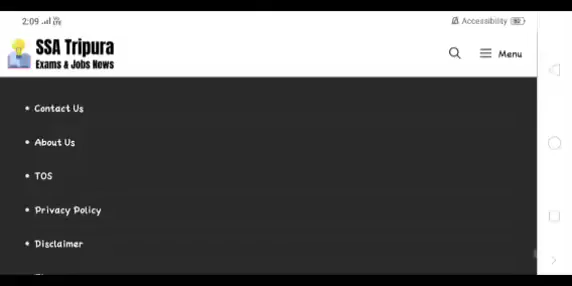 2:09
Accessibility
SSA Tripura
Exams & Jobs News
Menu
• Contact Us
• About Us
• TOS
• Privacy Policy
• Disclaimer